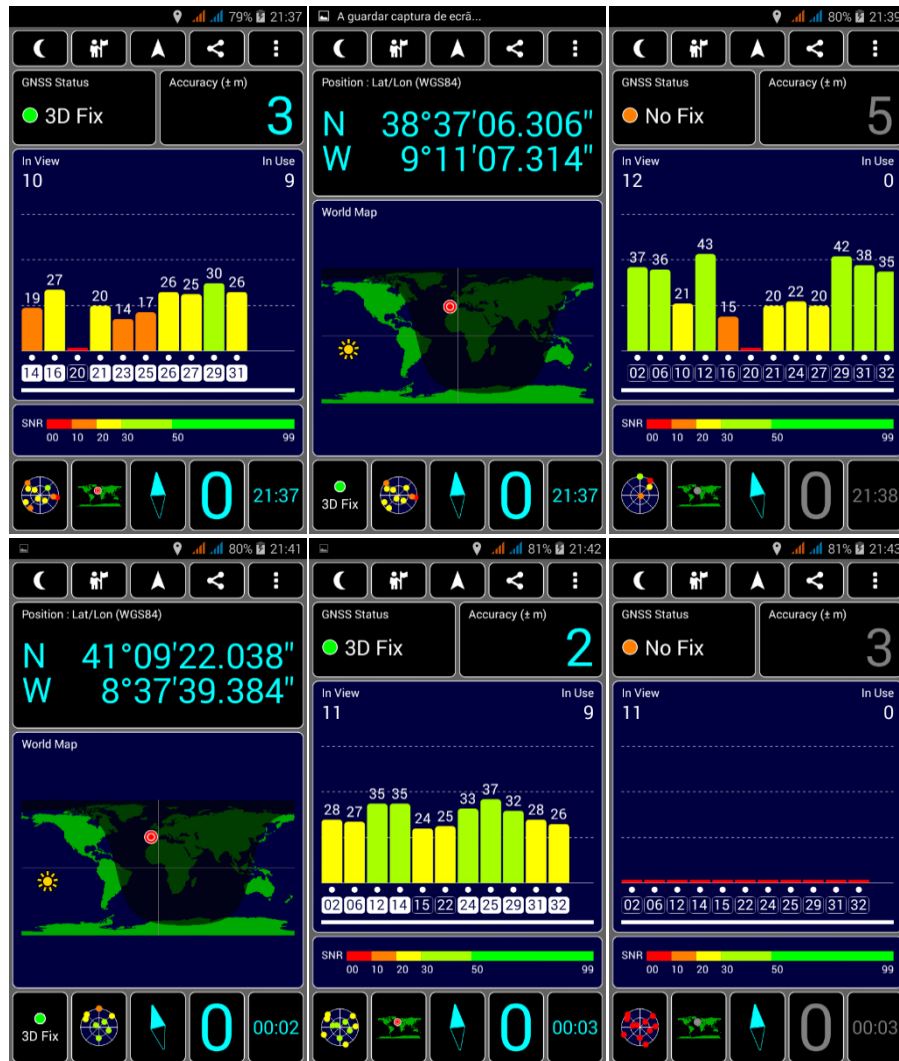 79% 21:37
GNSS Status
Accuracy (± m)
3D Fix
3
In View
In Use
10
9
19 27 20 14 17 26 25 30 26
14 16 20 21 23 25 26 27 29 31
SNR
00 10 20 30 50 99
0
21:37
A guardar captura de ecrã...
Position : Lat/Lon (WGS84)
N 38°37'06.306"
W 9°11'07.314"
World Map
3D Fix
0
21:37
80% 21:39
GNSS Status
Accuracy (± m)
No Fix
5
In View
In Use
12
0
37 36 21 43 15 20 22 20 42 38 35
02 06 10 12 16 20 21 24 27 29 31 32
SNR
00 10 20 30 50 99
0
21:38
80% 21:41
Position : Lat/Lon (WGS84)
N 41°09'22.038"
W 8°37'39.384"
World Map
3D Fix
0
00:02
81% 21:42
GNSS Status
Accuracy (± m)
3D Fix
2
In View
In Use
11
9
28 27 35 35 24 25 33 37 32 28 26
02 06 12 14 15 22 24 25 29 31 32
SNR
00 10 20 30 50 99
0
00:03
81% 21:43
GNSS Status
Accuracy (± m)
No Fix
3
In View
In Use
11
0
02 06 12 14 15 22 24 25 29 31 32
SNR
00 10 20 30 50 99
0
00:03